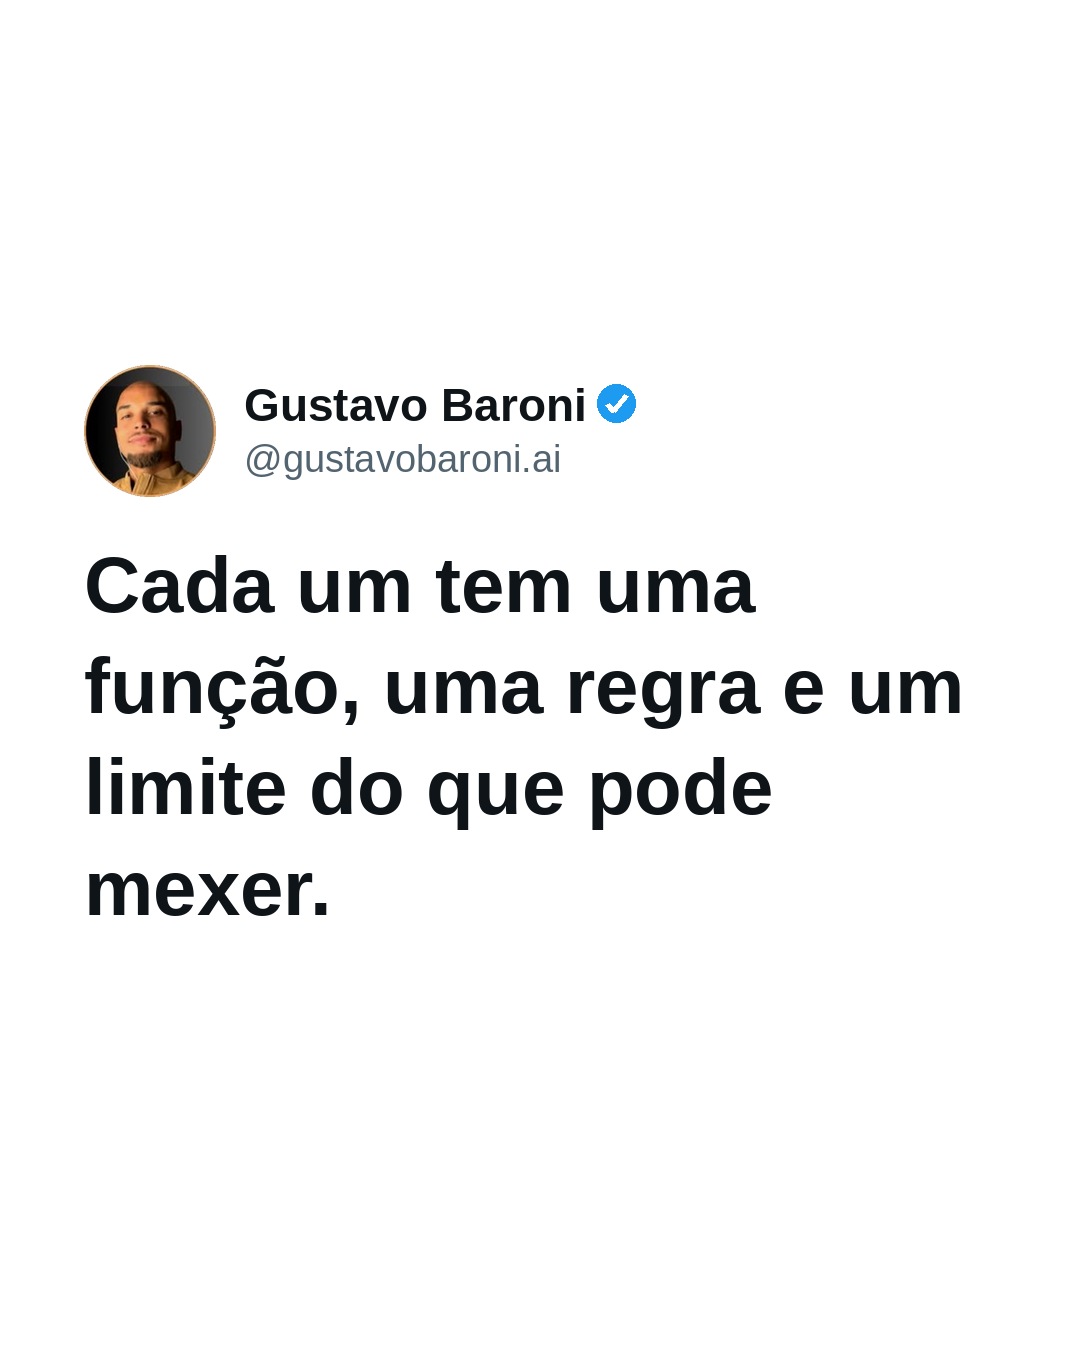 Gustavo Baroni
@gustavobaroni.ai
Cada um tem uma
função, uma regra e um
limite do que pode
mexer.